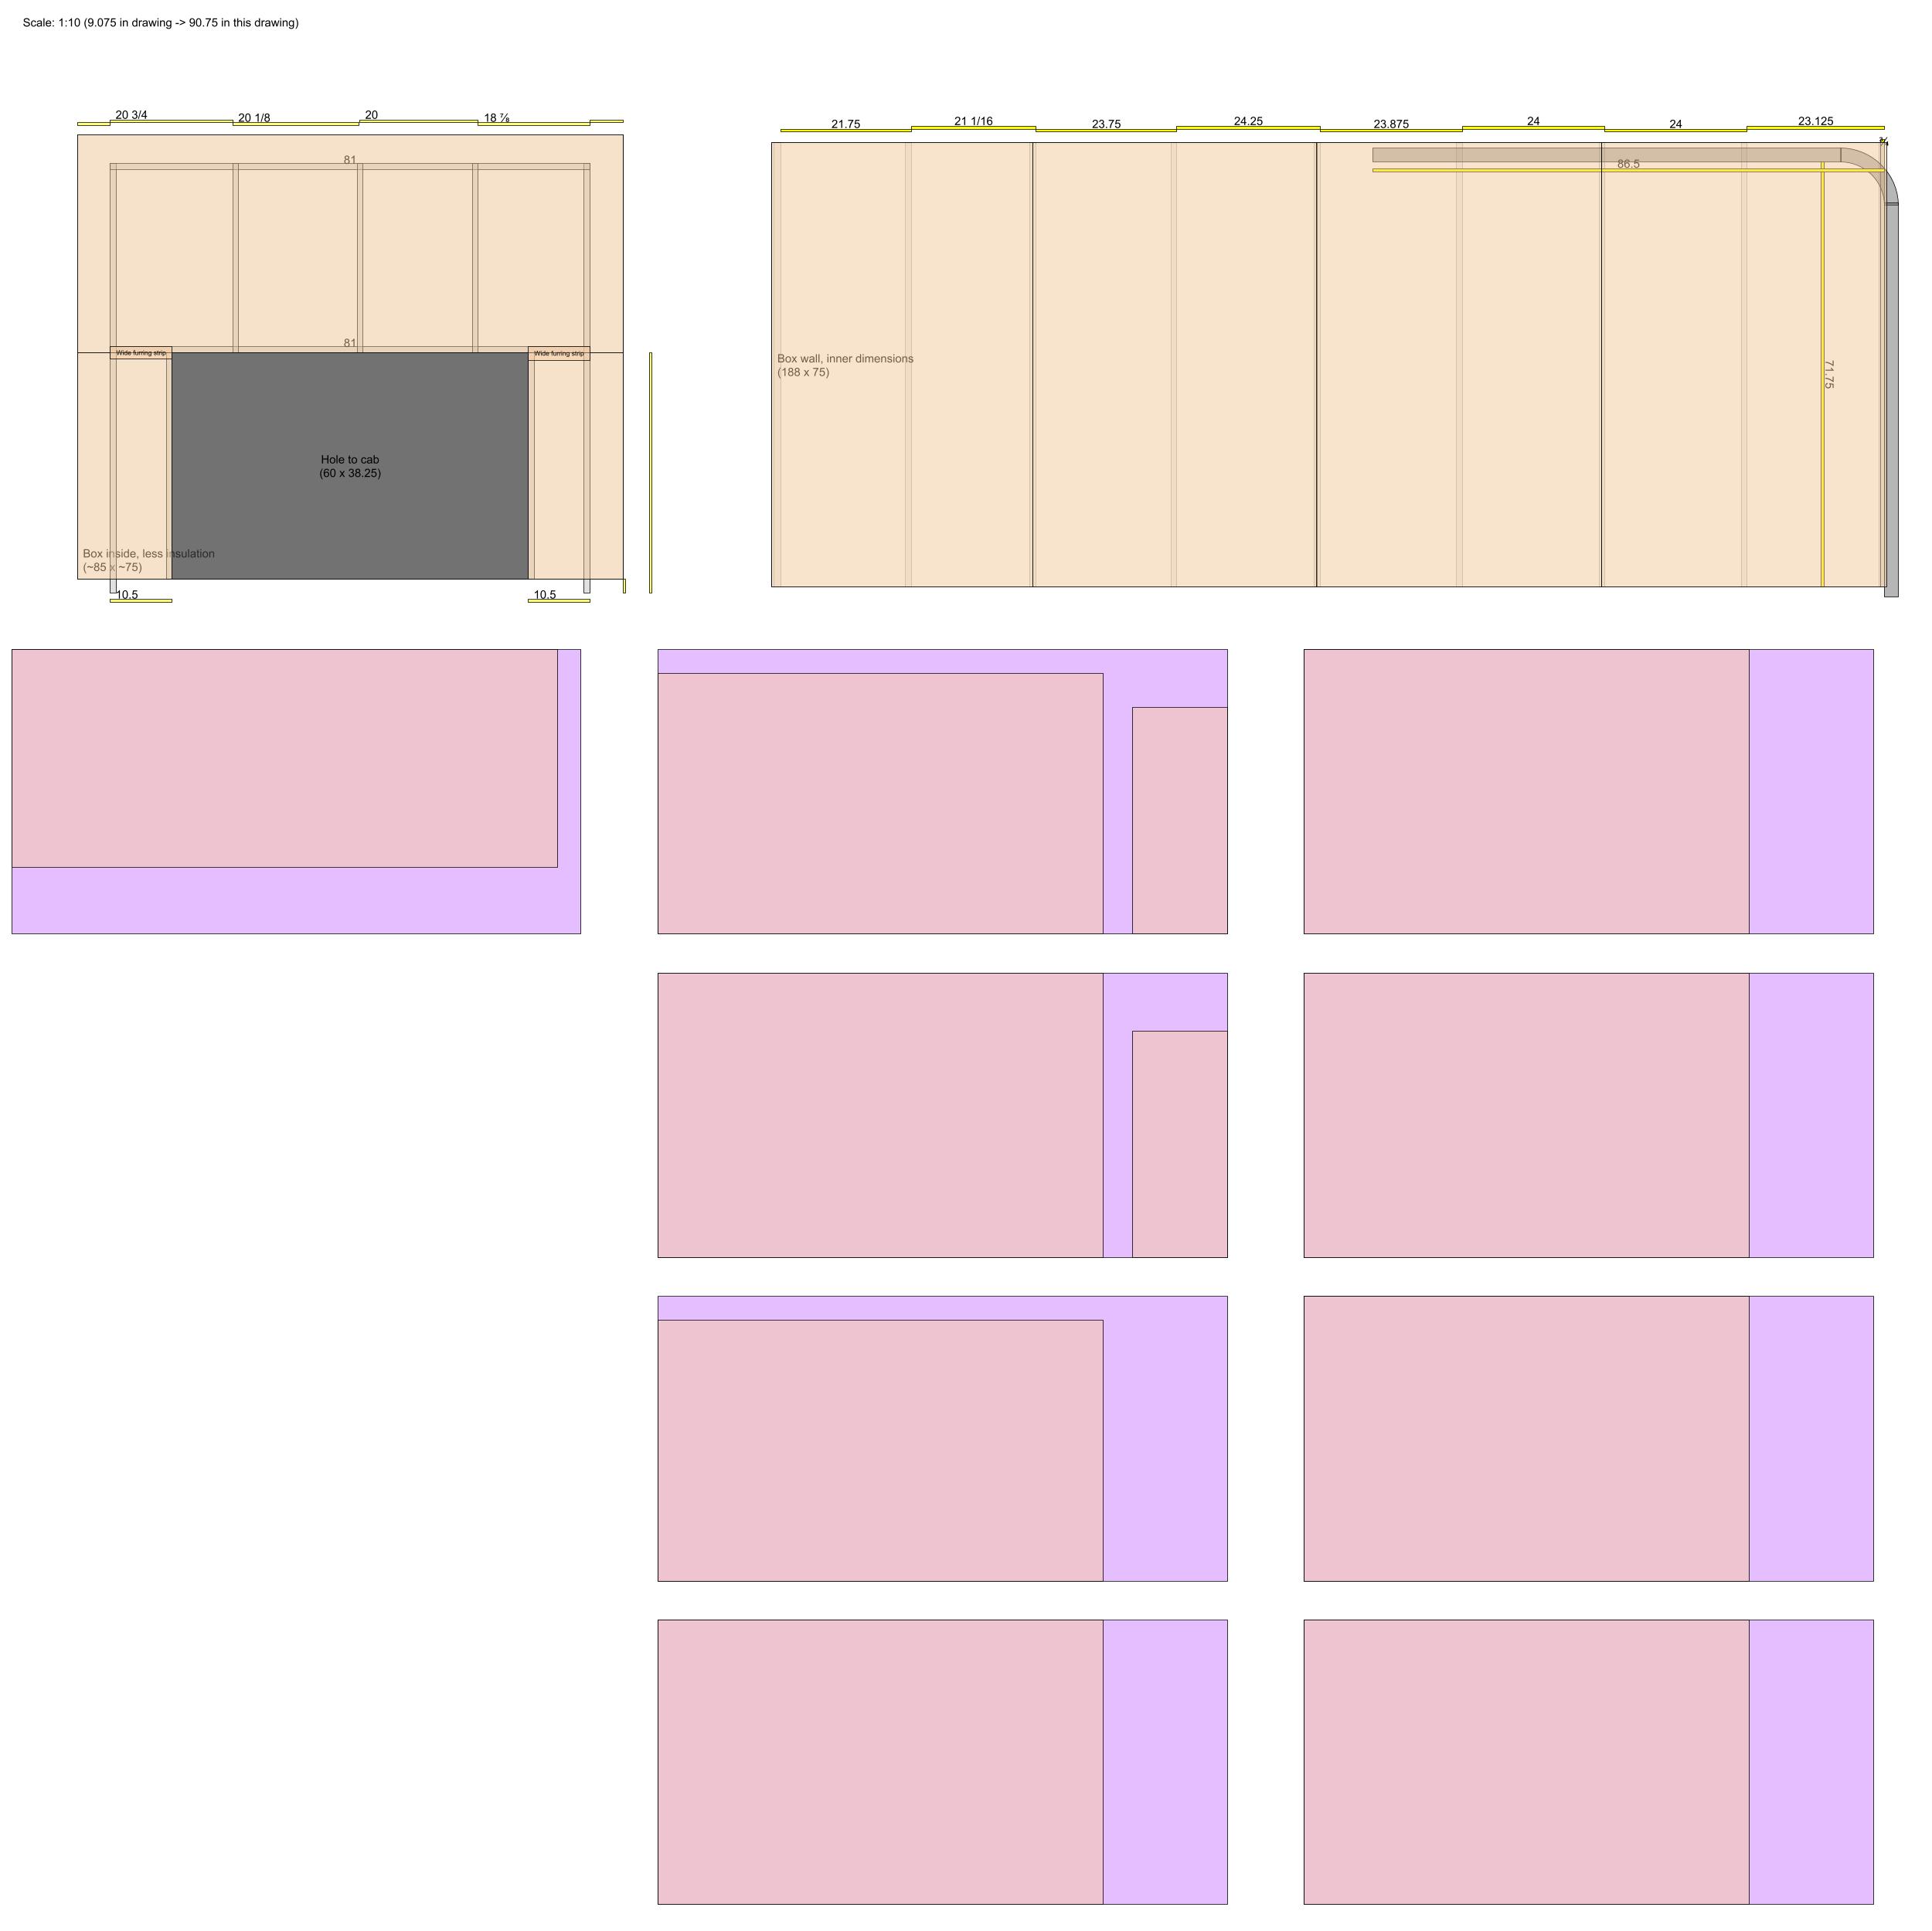 Scale: 1:10 (9.075 in drawing -> 90.75 in this drawing)
20 3/4
20 1/8
20
18 ⅞
81
81
Wide furring strip
Wide furring strip
Hole to cab
(60 x 38.25)
Box inside, less insulation
(~85 x ~75)
10.5
10.5
21.75
21 1/16
23.75
24.25
23.875
24
24
23.125
86.5
Box wall, inner dimensions
(188 x 75)
71.75